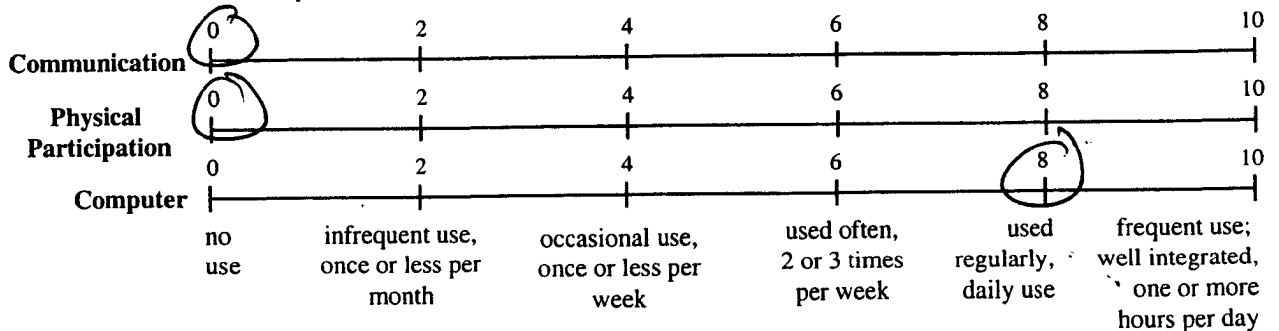 0 2 4 6 8 10
Communication
0 2 4 6 8 10
Physical
Participation
0 2 4 6 8 10
Computer
no infrequent use, occasional use, used often, used frequent use;
use once or less per once or less per 2 or 3 times regularly, well integrated,
month week per week daily use one or more
hours per day